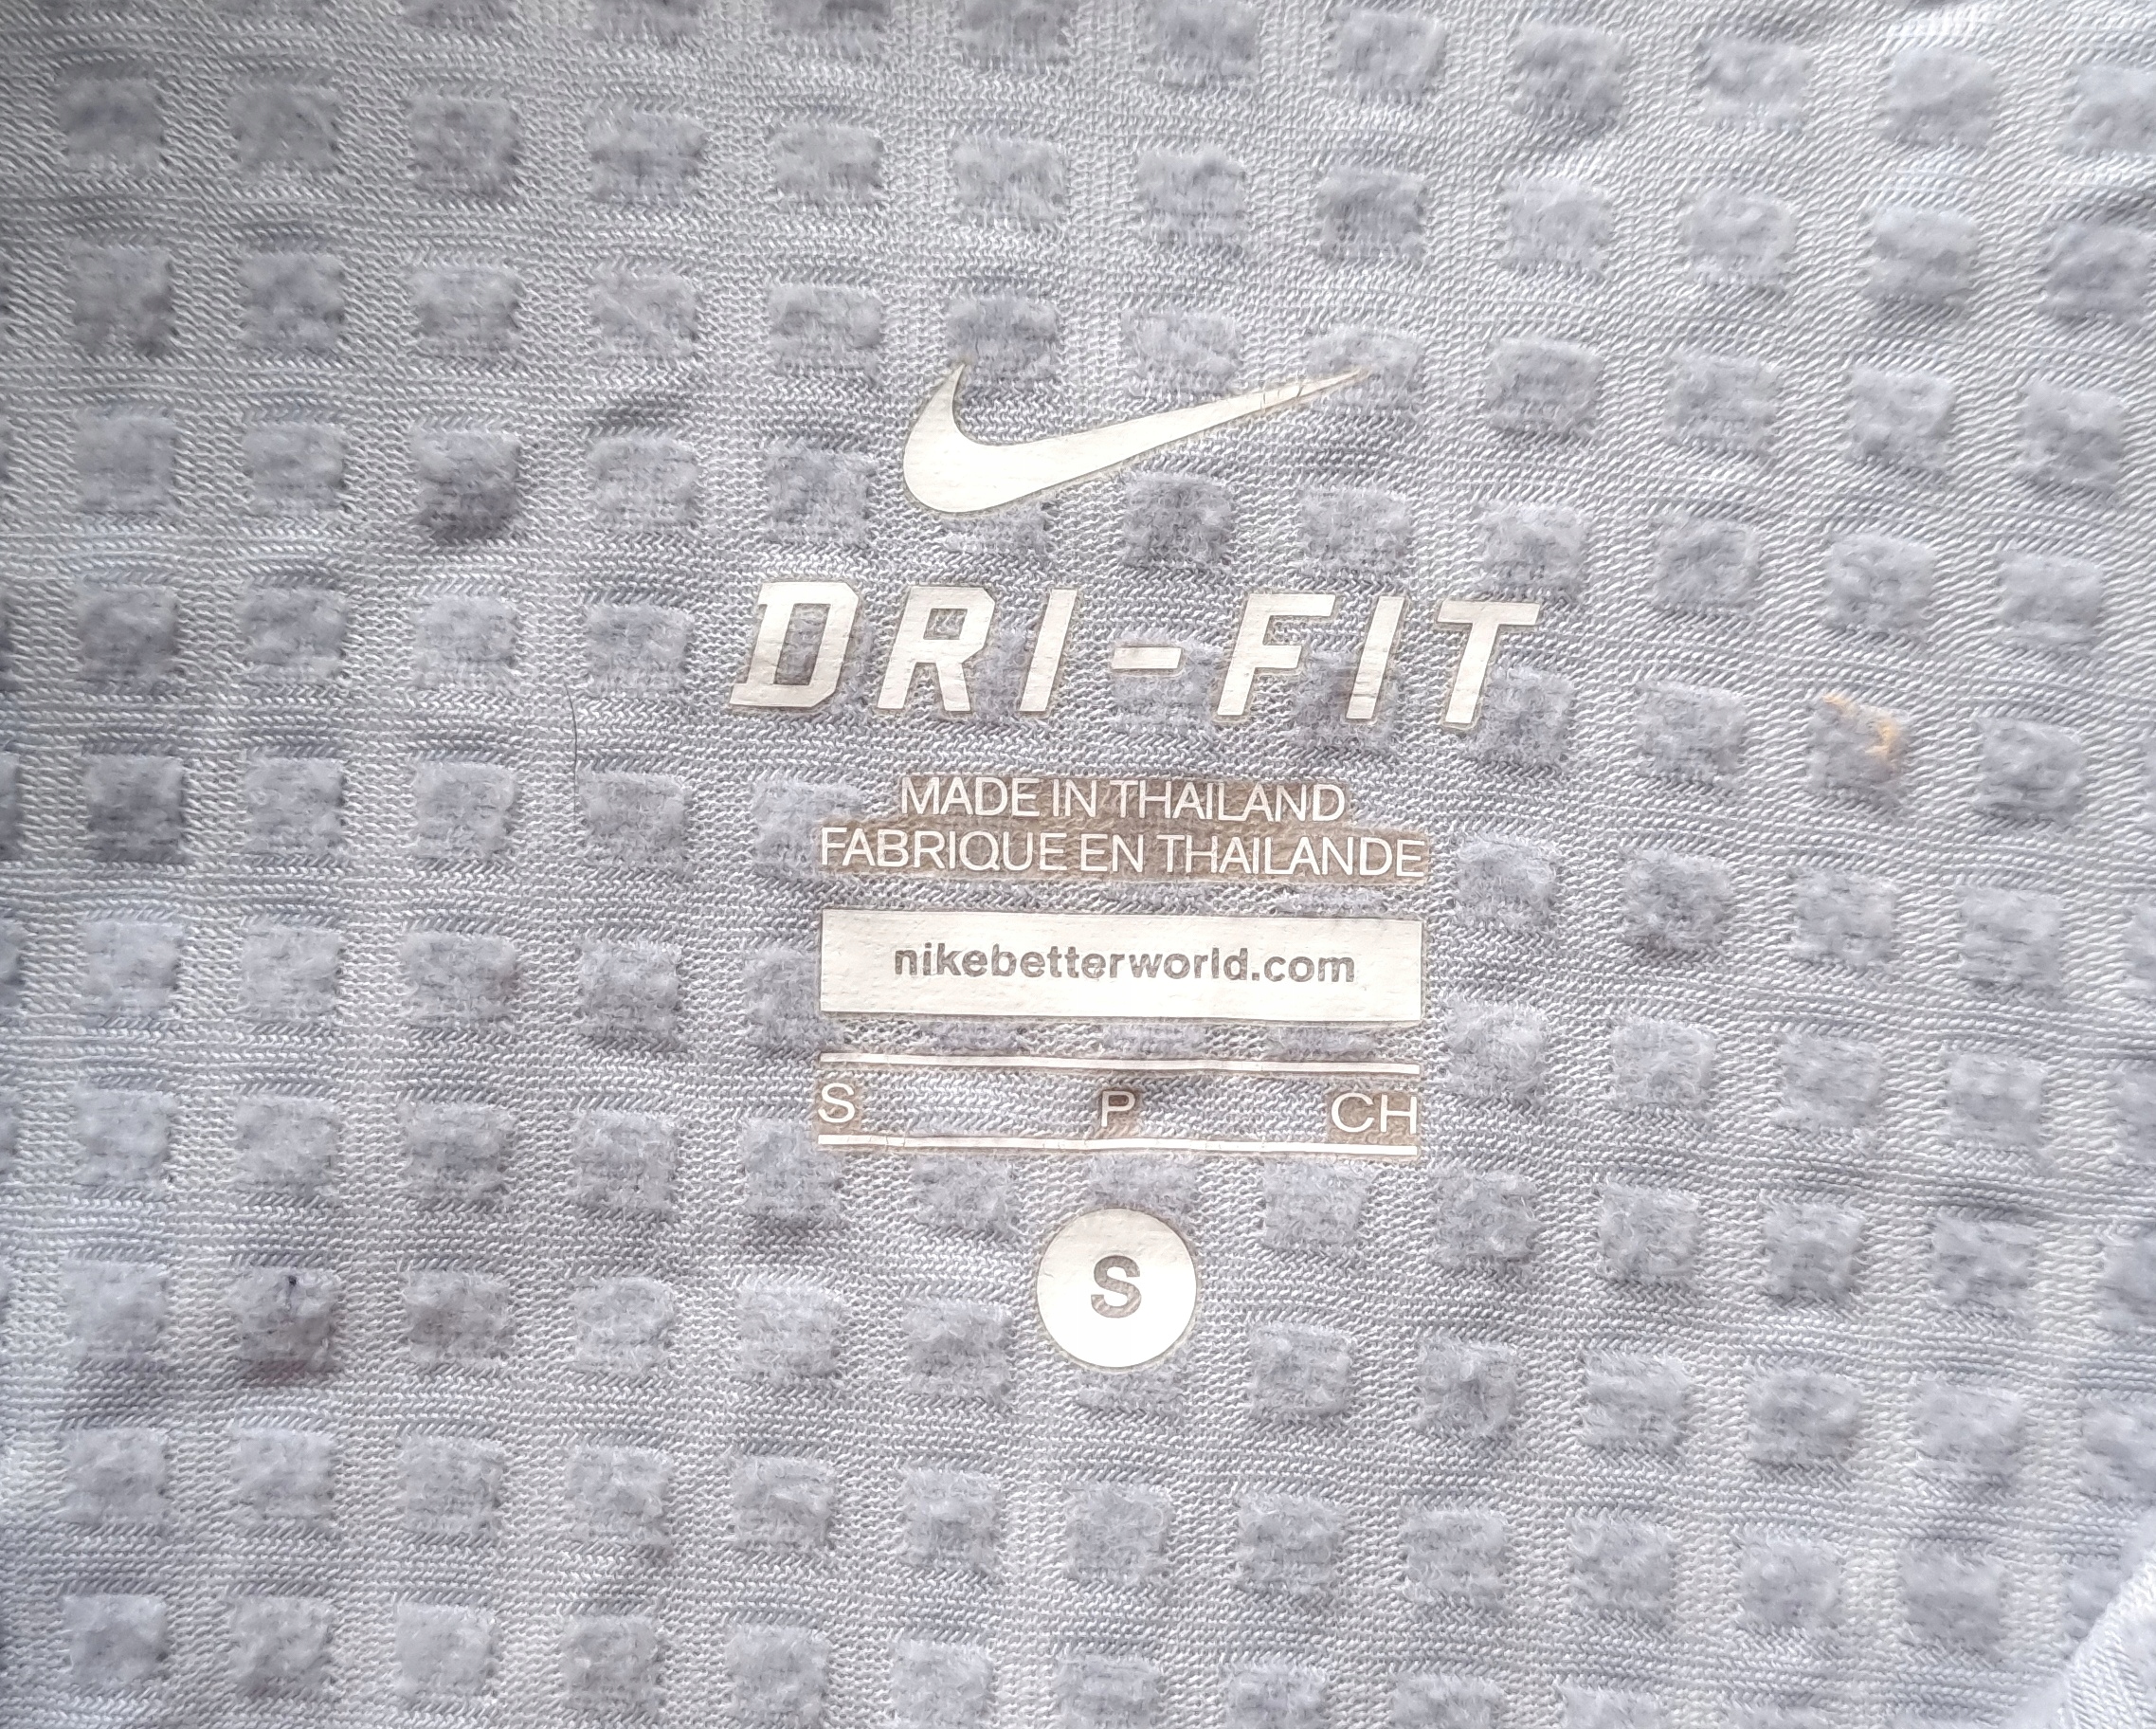 DRI-FIT
MADE IN THAILAND
FABRIQUE EN THAILANDE
nikebetterworld.com
S P CH
S